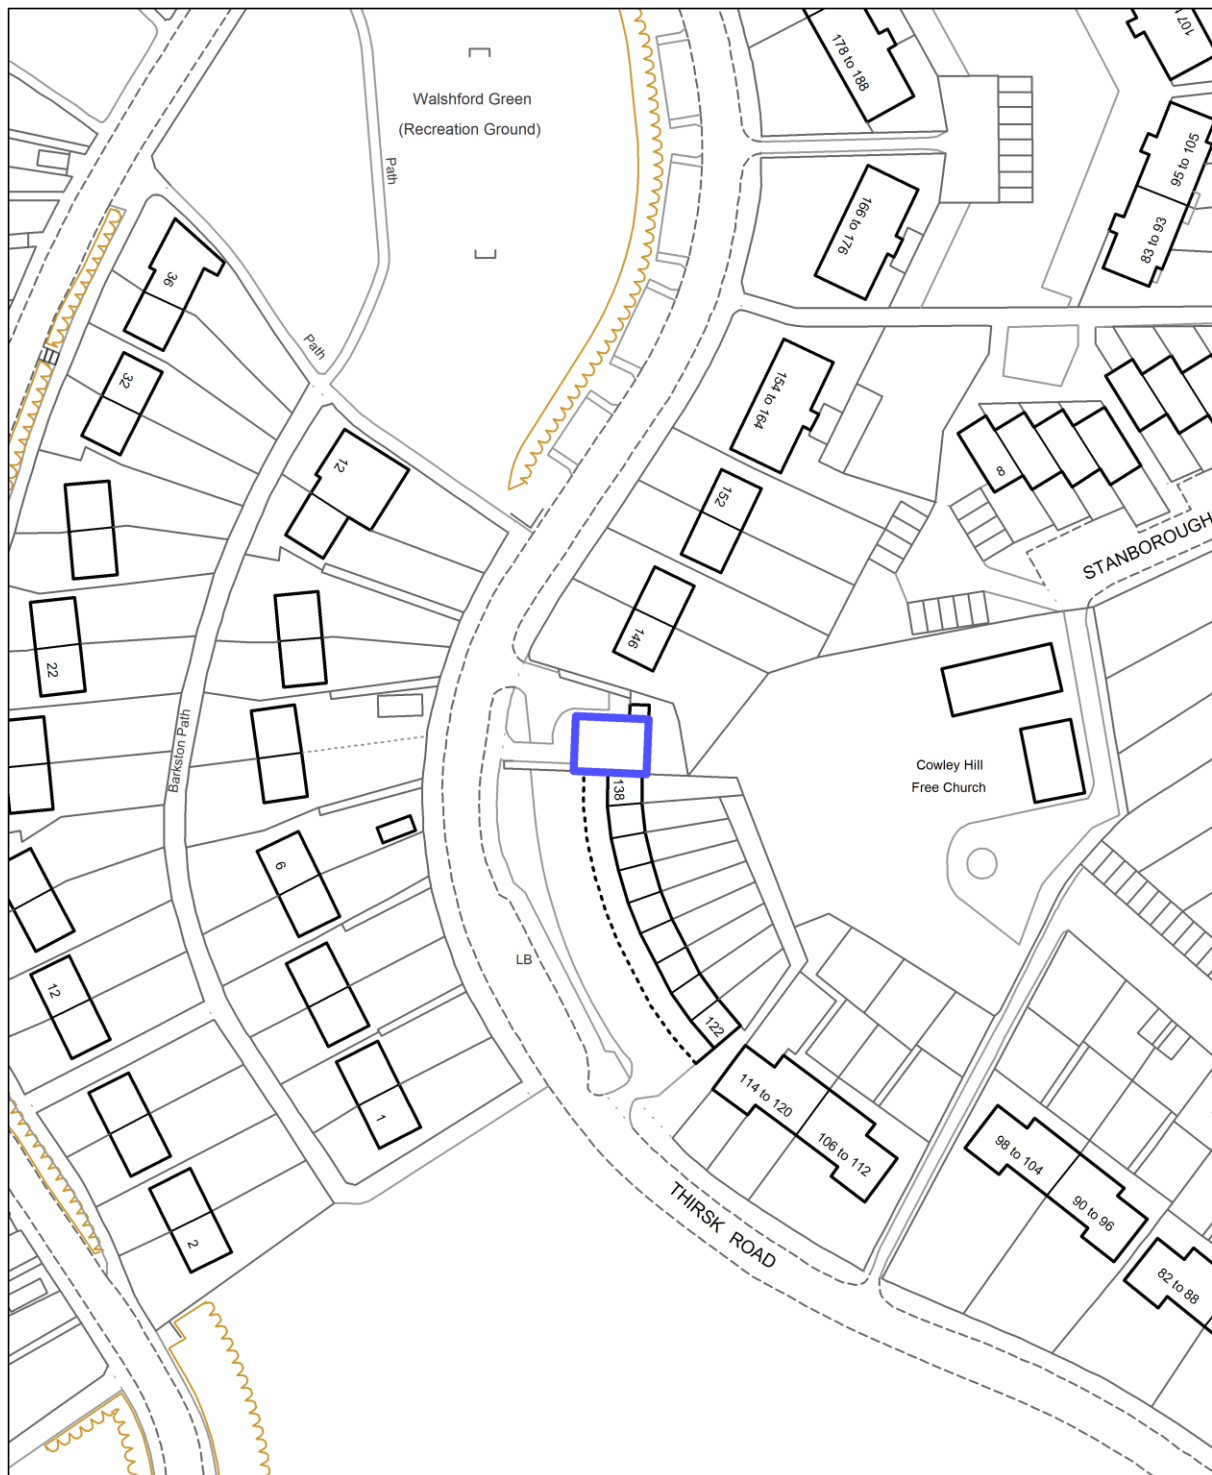 107
178 to 188
Walshford Green
(Recreation Ground)
Path
95 to 105
166 to 176
83 to 93
36
Path
32
154 to 164
12
8
152
STANBOROUGH
146
22
Barkston Path
Cowley Hill
Free Church
138
6
LB
12
122
114 to 120
1
106 to 112
98 to 104
90 to 96
THIRSK ROAD
2
82 to 88